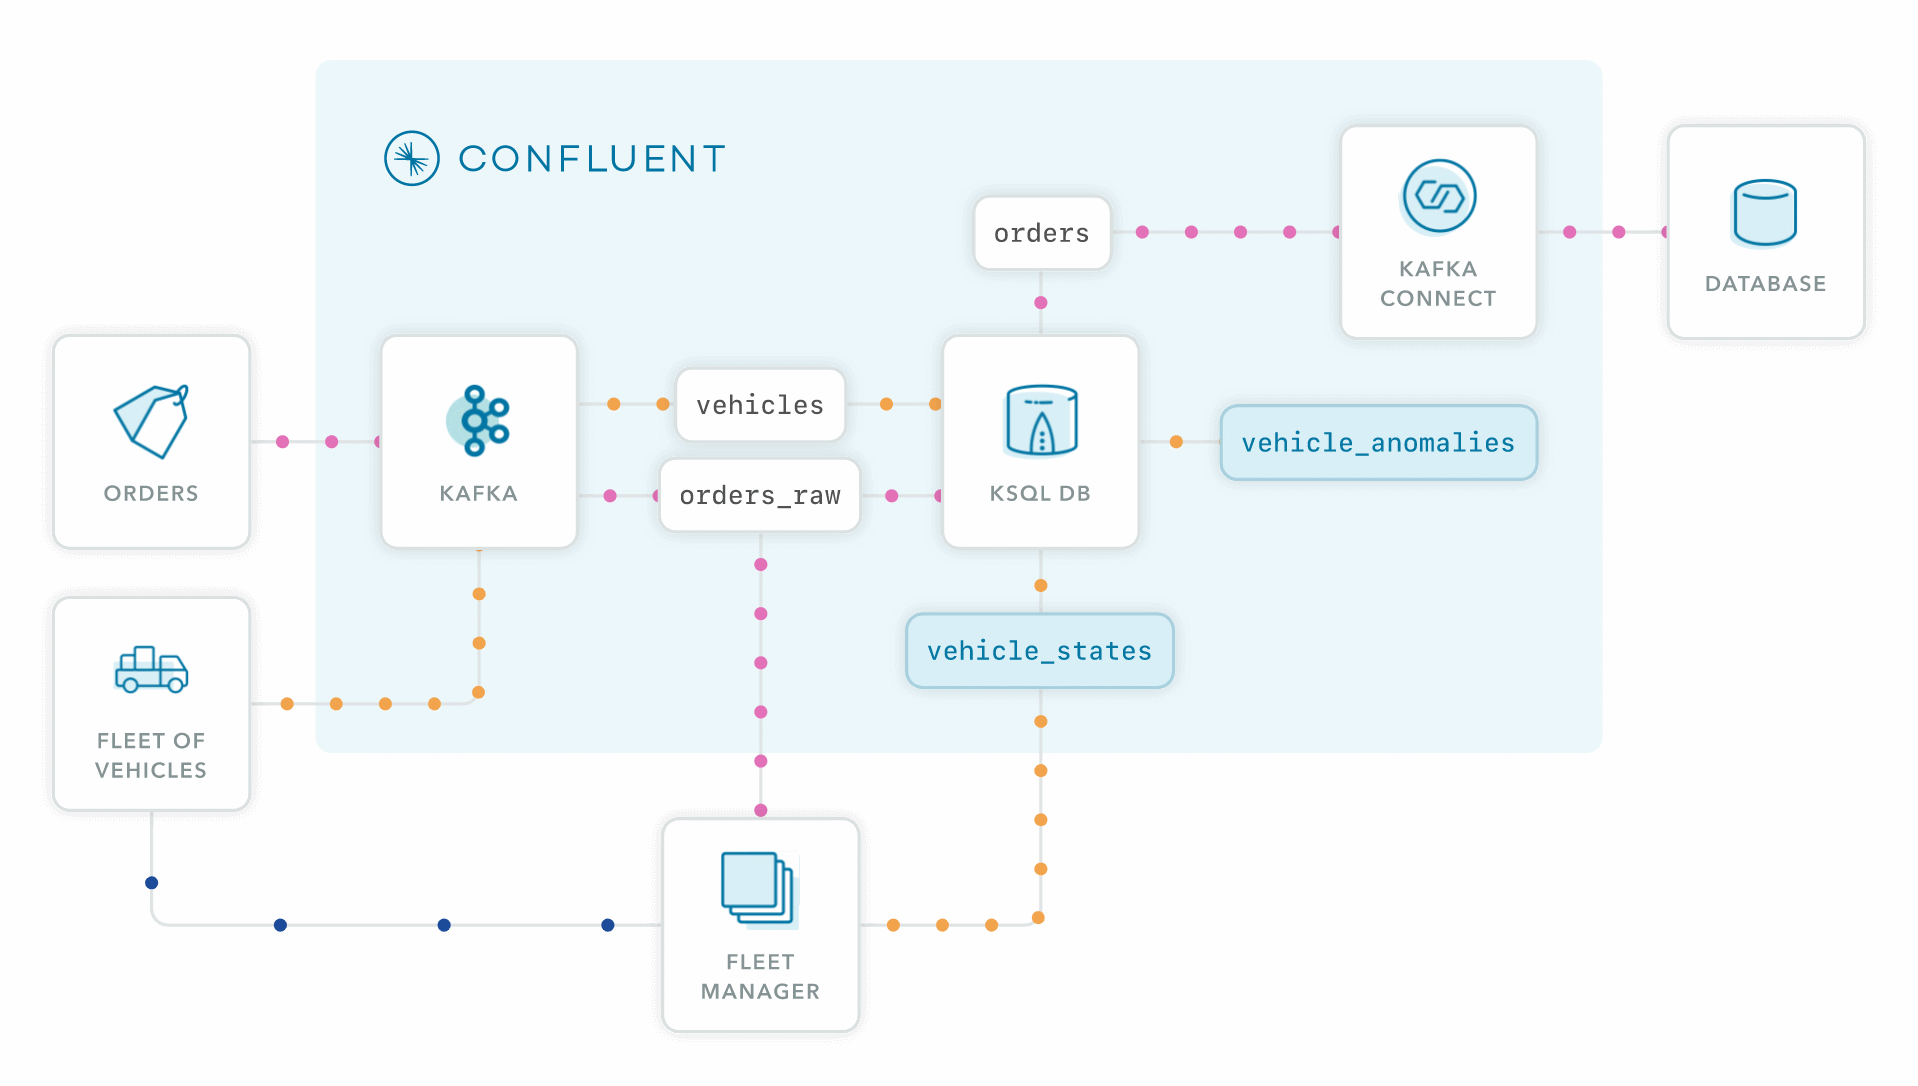 CONFLUENT
orders
KAFKA
CONNECT
DATABASE
ORDERS
KAFKA
vehicles
orders_raw
KSQL DB
vehicle_anomalies
FLEET OF
VEHICLES
vehicle_states
FLEET
MANAGER